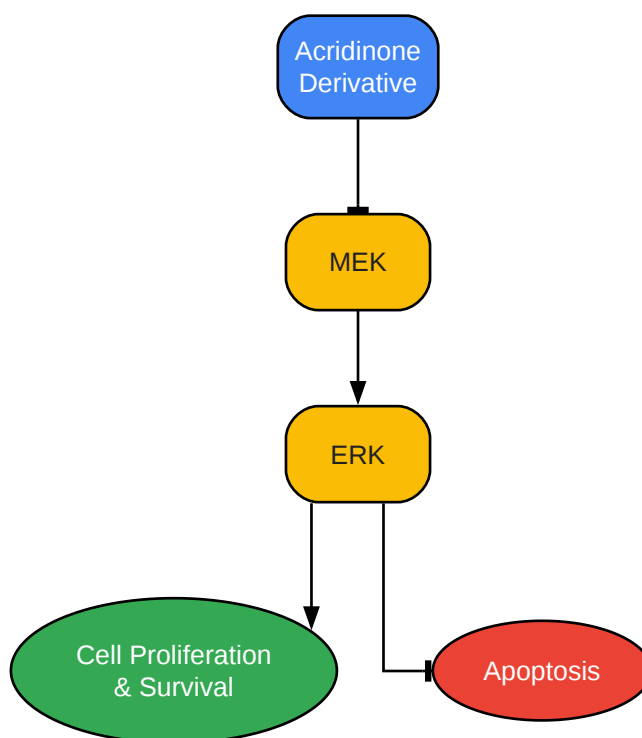 Acridinone
Derivative
MEK
ERK
Cell Proliferation
& Survival
Apoptosis